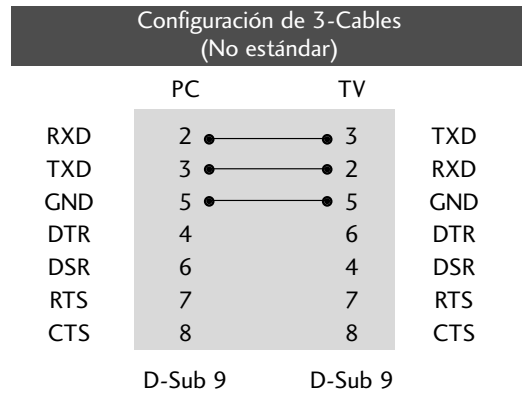 Configuración de 3-Cables
(No estándar)
PC TV
RXD 2 3 TXD
TXD 3 2 RXD
GND 5 5 GND
DTR 4 6 DTR
DSR 6 4 DSR
RTS 7 7 RTS
CTS 8 8 CTS
D-Sub 9 D-Sub 9